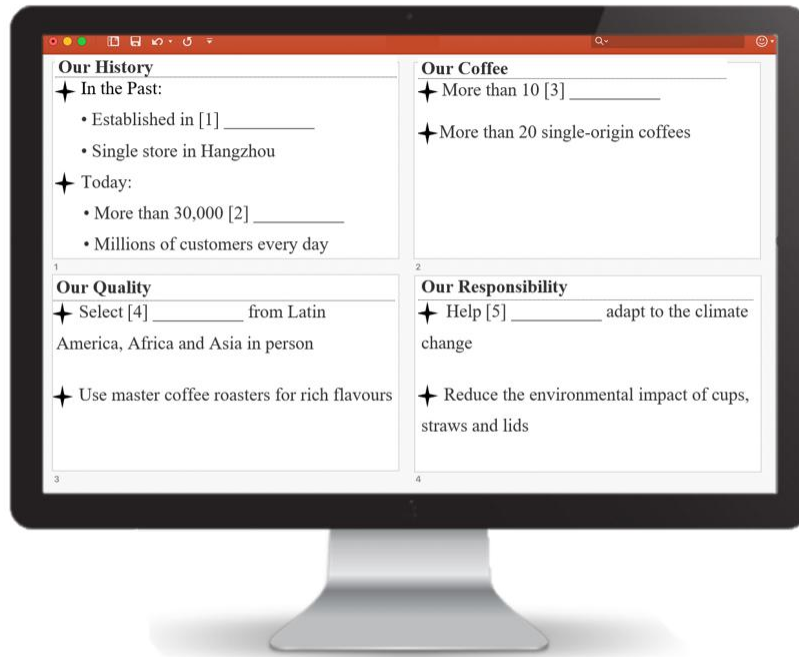 Our History
In the Past:
• Established in [1] __________
• Single store in Hangzhou
Today:
• More than 30,000 [2] __________
• Millions of customers every day
1
Our Coffee
More than 10 [3] __________
More than 20 single-origin coffees
2
Our Quality
Select [4] __________ from Latin
America, Africa and Asia in person
Use master coffee roasters for rich flavours
3
Our Responsibility
Help [5] __________ adapt to the climate
change
Reduce the environmental impact of cups,
straws and lids
4